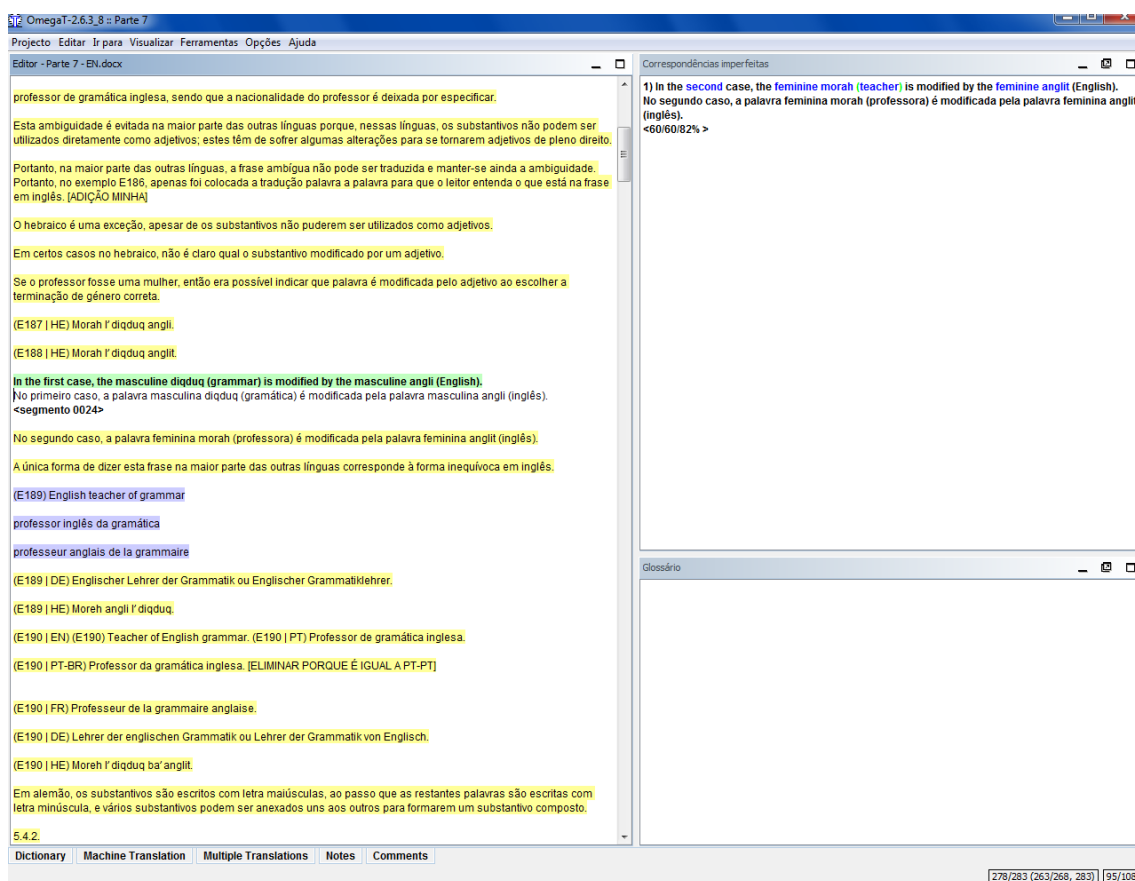 OmegaT-2.6.3_8 :: Parte 7
Projecto Editar Ir para Visualizar Ferramentas Opções Ajuda
Editor - Parte 7 - EN.docx
professor de gramática inglesa, sendo que a nacionalidade do professor é deixada por especificar.
Esta ambiguidade é evitada na maior parte das outras línguas porque, nessas línguas, os substantivos não podem ser
utilizados diretamente como adjetivos; estes têm de sofrer algumas alterações para se tornarem adjetivos de pleno direito.
Portanto, na maior parte das outras línguas, a frase ambígua não pode ser traduzida e manter-se ainda a ambiguidade.
Portanto, no exemplo E186, apenas foi colocada a tradução palavra a palavra para que o leitor entenda o que está na frase
em inglês. [ADIÇÃO MINHA]
O hebraico é uma exceção, apesar de os substantivos não puderem ser utilizados como adjetivos.
Em certos casos no hebraico, não é claro qual o substantivo modificado por um adjetivo.
Se o professor fosse uma mulher, então era possível indicar que palavra é modificada pelo adjetivo ao escolher a
terminação de género correta.
(E187 | HE) Morah l’ diqduq angli.
(E188 | HE) Morah l’ diqduq anglit.
In the first case, the masculine diqduq (grammar) is modified by the masculine angli (English).
No primeiro caso, a palavra masculina diqduq (gramática) é modificada pela palavra masculina angli (inglês).
<segmento 0024>
No segundo caso, a palavra feminina morah (professora) é modificada pela palavra feminina anglit (inglês).
A única forma de dizer esta frase na maior parte das outras línguas corresponde à forma inequívoca em inglês.
(E189) English teacher of grammar
professor inglês da gramática
professeur anglais de la grammaire
(E189 | DE) Englischer Lehrer der Grammatik ou Englischer Grammatiklehrer.
(E189 | HE) Moreh angli l’ diqduq.
(E190 | EN) (E190) Teacher of English grammar. (E190 | PT) Professor de gramática inglesa.
(E190 | PT-BR) Professor da gramática inglesa. [ELIMINAR PORQUE É IGUAL A PT-PT]
(E190 | FR) Professeur de la grammaire anglaise.
(E190 | DE) Lehrer der englischen Grammatik ou Lehrer der Grammatik von Englisch.
(E190 | HE) Moreh l’ diqduq ba’ anglit.
Em alemão, os substantivos são escritos com letra maiúsculas, ao passo que as restantes palavras são escritas com
letra minúscula, e vários substantivos podem ser anexados uns aos outros para formarem um substantivo composto.
5.4.2.
Correspondências imperfeitas
1) In the second case, the feminine morah (teacher) is modified by the feminine anglit (English).
No segundo caso, a palavra feminina morah (professora) é modificada pela palavra feminina anglit
(inglês).
<60/60/82% >
Glossário
Dictionary Machine Translation Multiple Translations Notes Comments
278/283 (263/268, 283) 95/108